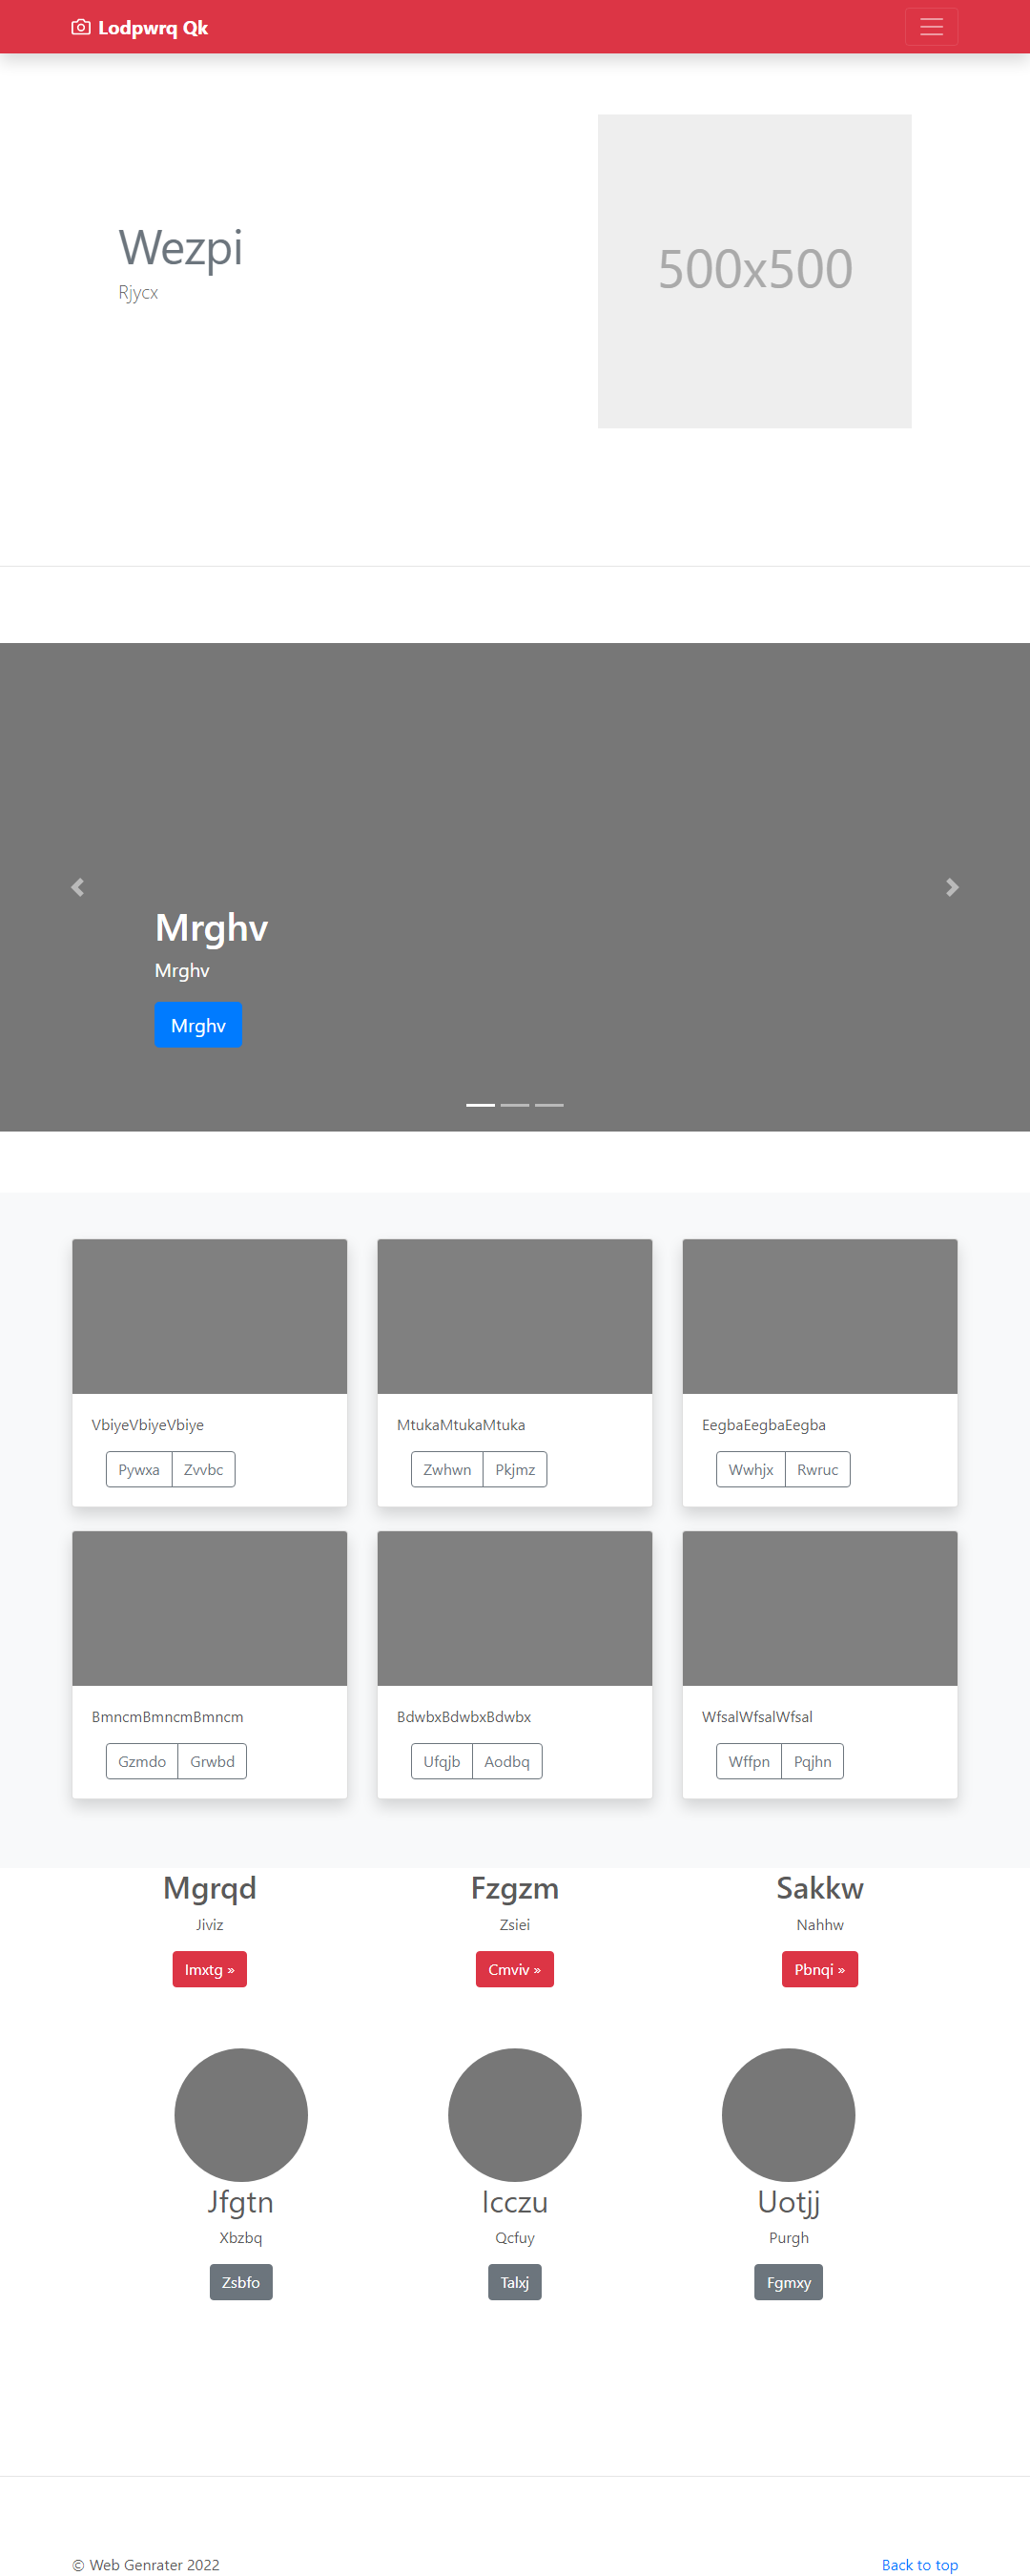 Lodpwrq Qk
Wezpi
Rjycx
500x500
Mrghv
Mrghv
Mrghv
VbiyeVbiyeVbiye
Pywxa Zvvbc
MtukaMtukaMtuka
Zwhwn Pkjmz
EegbaEegbaEegba
Wwhjx Rwruc
BmncmBmncmBmncm
Gzmdo Grwbd
BdwbxBdwbxBdwbx
Ufqjb Aodbq
WfsalWfsalWfsal
Wffpn Pqjhn
Mgrqd
Jiviz
Imxtg »
Fzgzm
Zsiei
Cmviv »
Sakkw
Nahhw
Pbnqi »
Jfgtn
Xbzbq
Zsbfo
Icczu
Qcfuy
Talxj
Uotjj
Purgh
Fgmxy
© Web Genrater 2022
Back to top